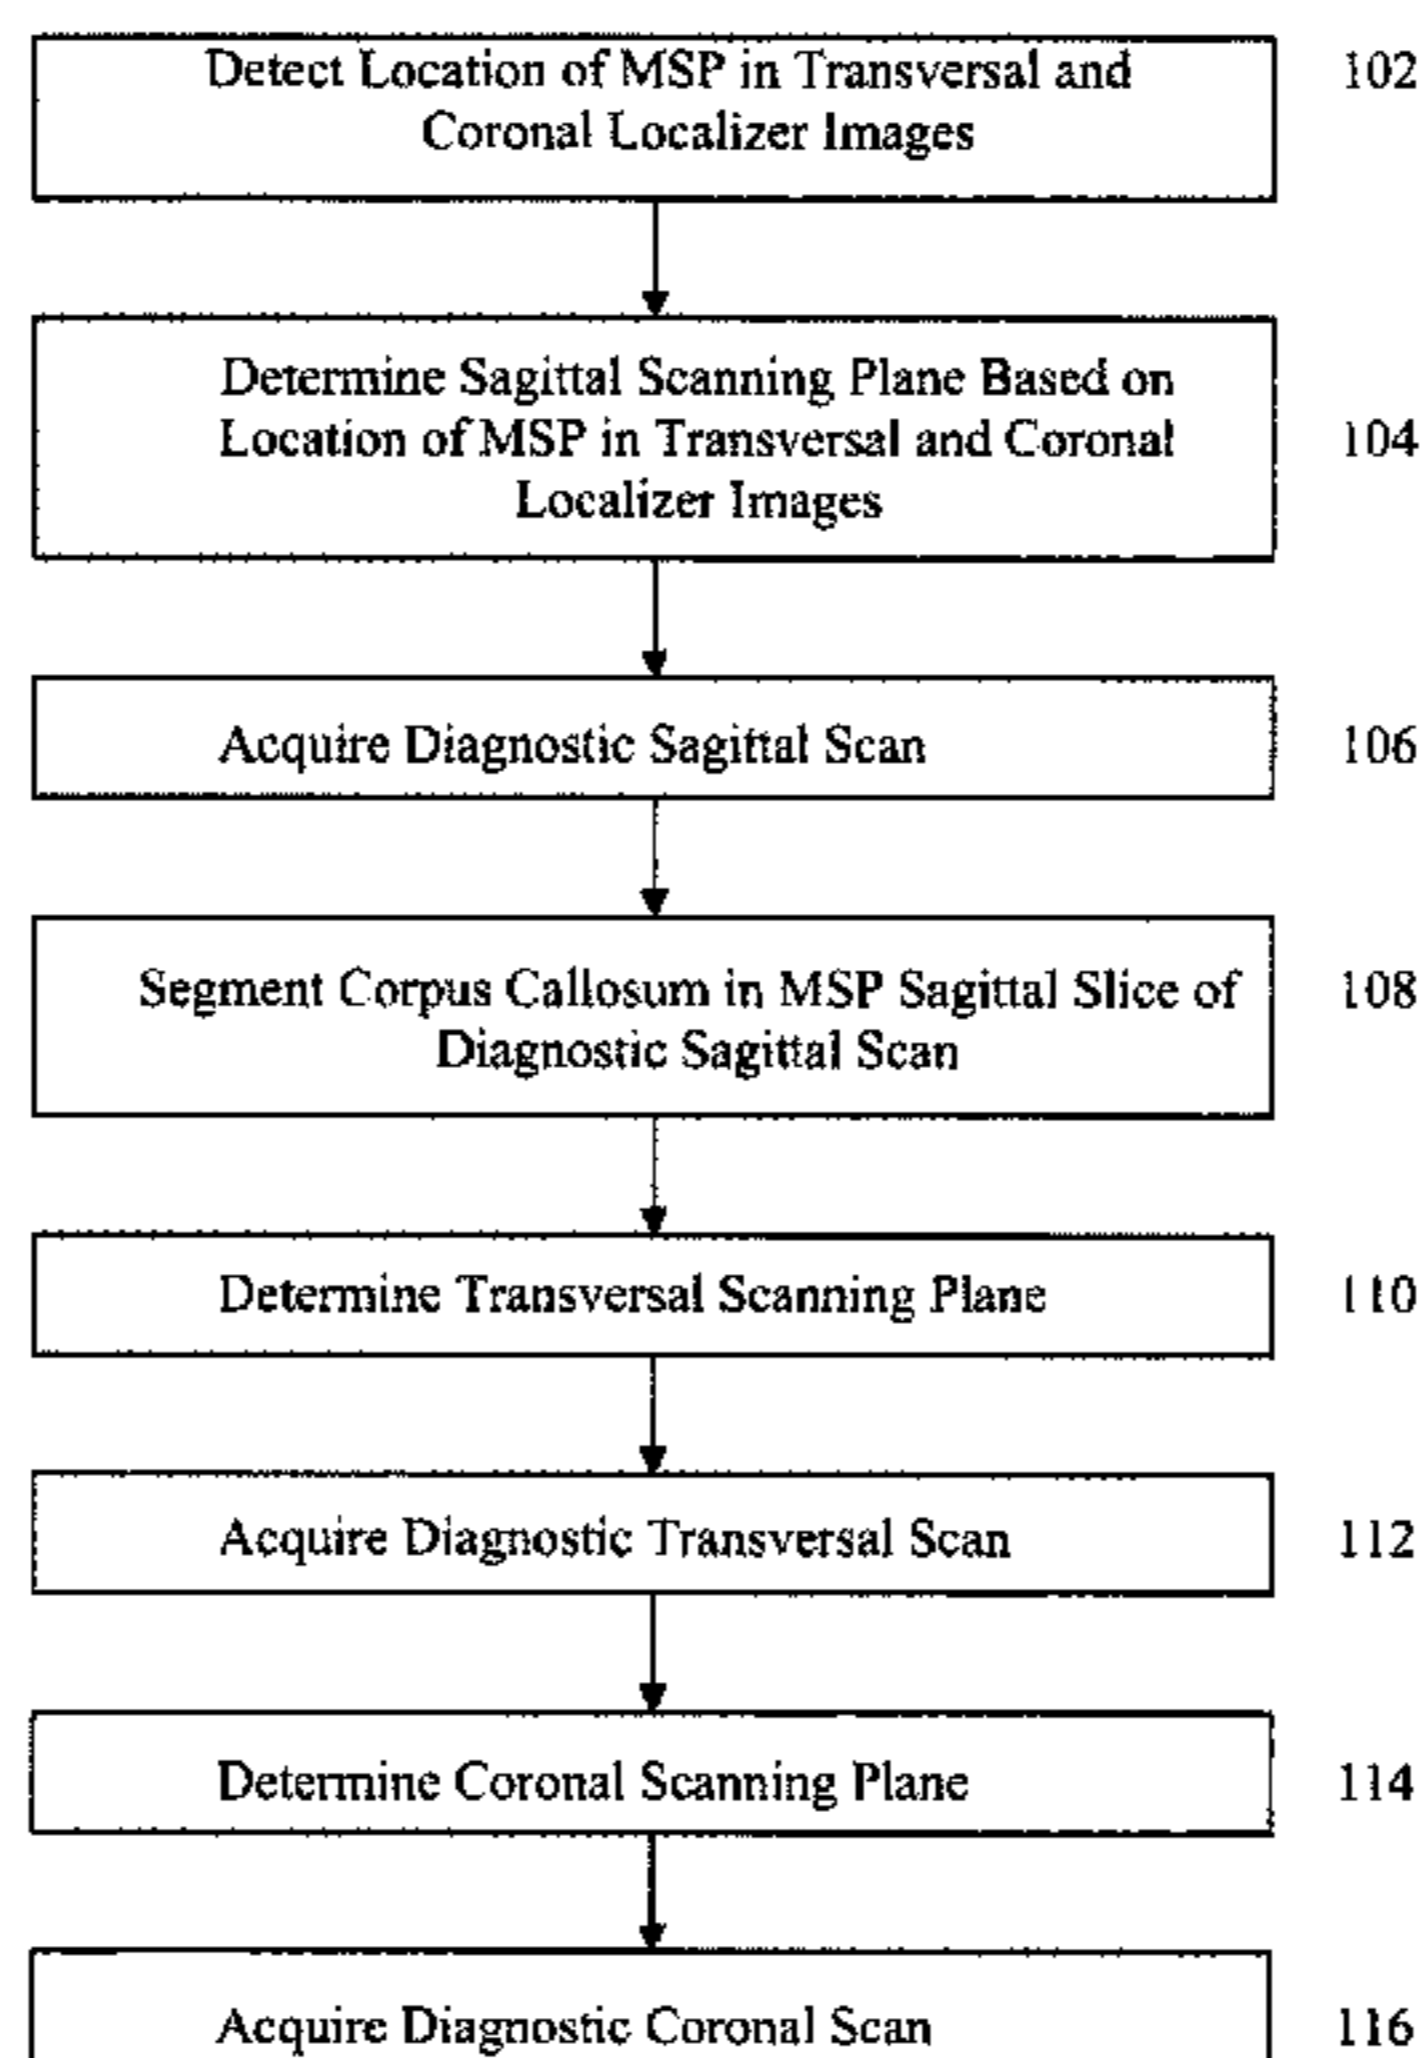 Detect Location of MSP in Transversal and
Coronal Localizer Images
102
Determine Sagittal Scanning Plane Based on
Location of MSP in Transversal and Coronal
Localizer Images
104
Acquire Diagnostic Sagittal Scan
106
Segment Corpus Callosum in MSP Sagittal Slice of
Diagnostic Sagittal Scan
108
Determine Transversal Scanning Plane
110
Acquire Diagnostic Transversal Scan
112
Determine Coronal Scanning Plane
114
Acquire Diagnostic Coronal Scan
116